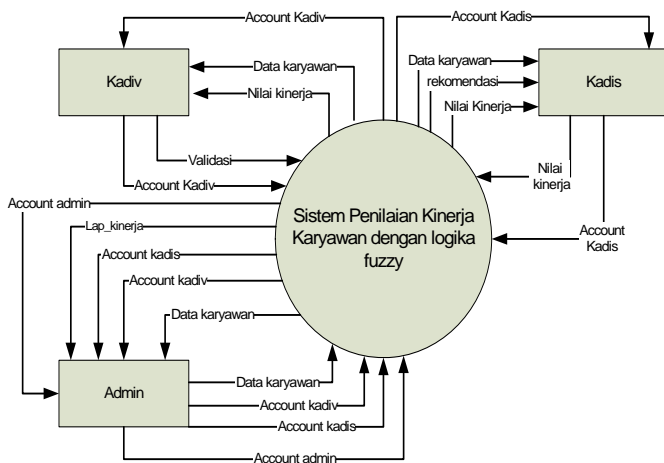 Account Kadiv
Account Kadis
Kadiv
Data karyawan
Nilai kinerja
Validasi
Account Kadiv
Data karyawan
rekomendasi
Nilai Kinerja
Kadis
Nilai
kinerja
Account
Kadis
Sistem Penilaian Kinerja
Karyawan dengan logika
fuzzy
Account admin
Lap_kinerja
Account kadis
Account kadiv
Data karyawan
Admin
Data karyawan
Account kadiv
Account kadis
Account admin